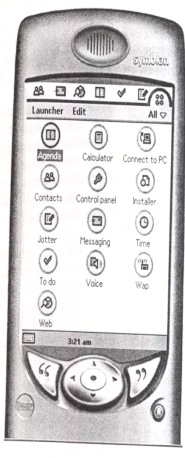 symbian
Launcher Edit All
Agenda Calculator Connect to PC
Contacts Control panel Installer
Jotter Messaging Time
To do Voice Wap
Web
3:21 am